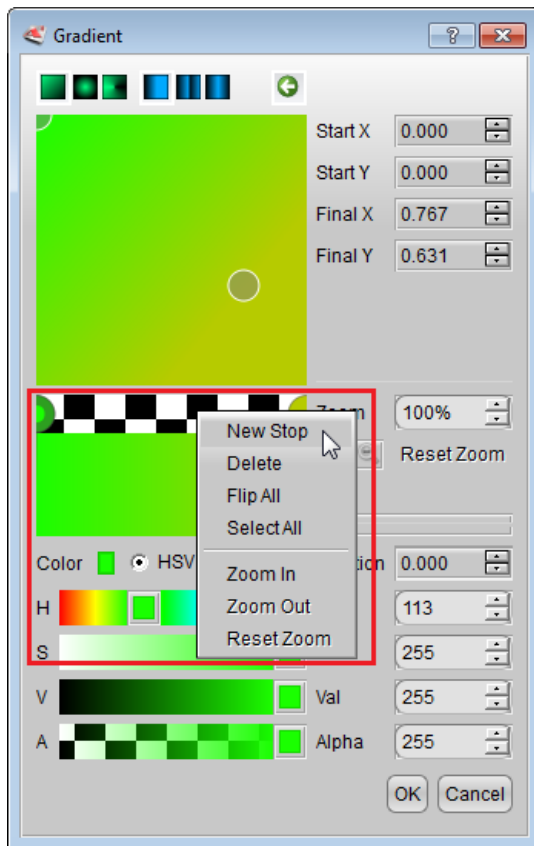 Gradient
?
Start X 0.000
Start Y 0.000
Final X 0.767
Final Y 0.631
100%
New Stop
Delete
Reset Zoom
Flip All
Select All
Color HSV 0.000
Zoom In
H Zoom Out 113
S Reset Zoom 255
V Val 255
A Alpha 255
OK Cancel